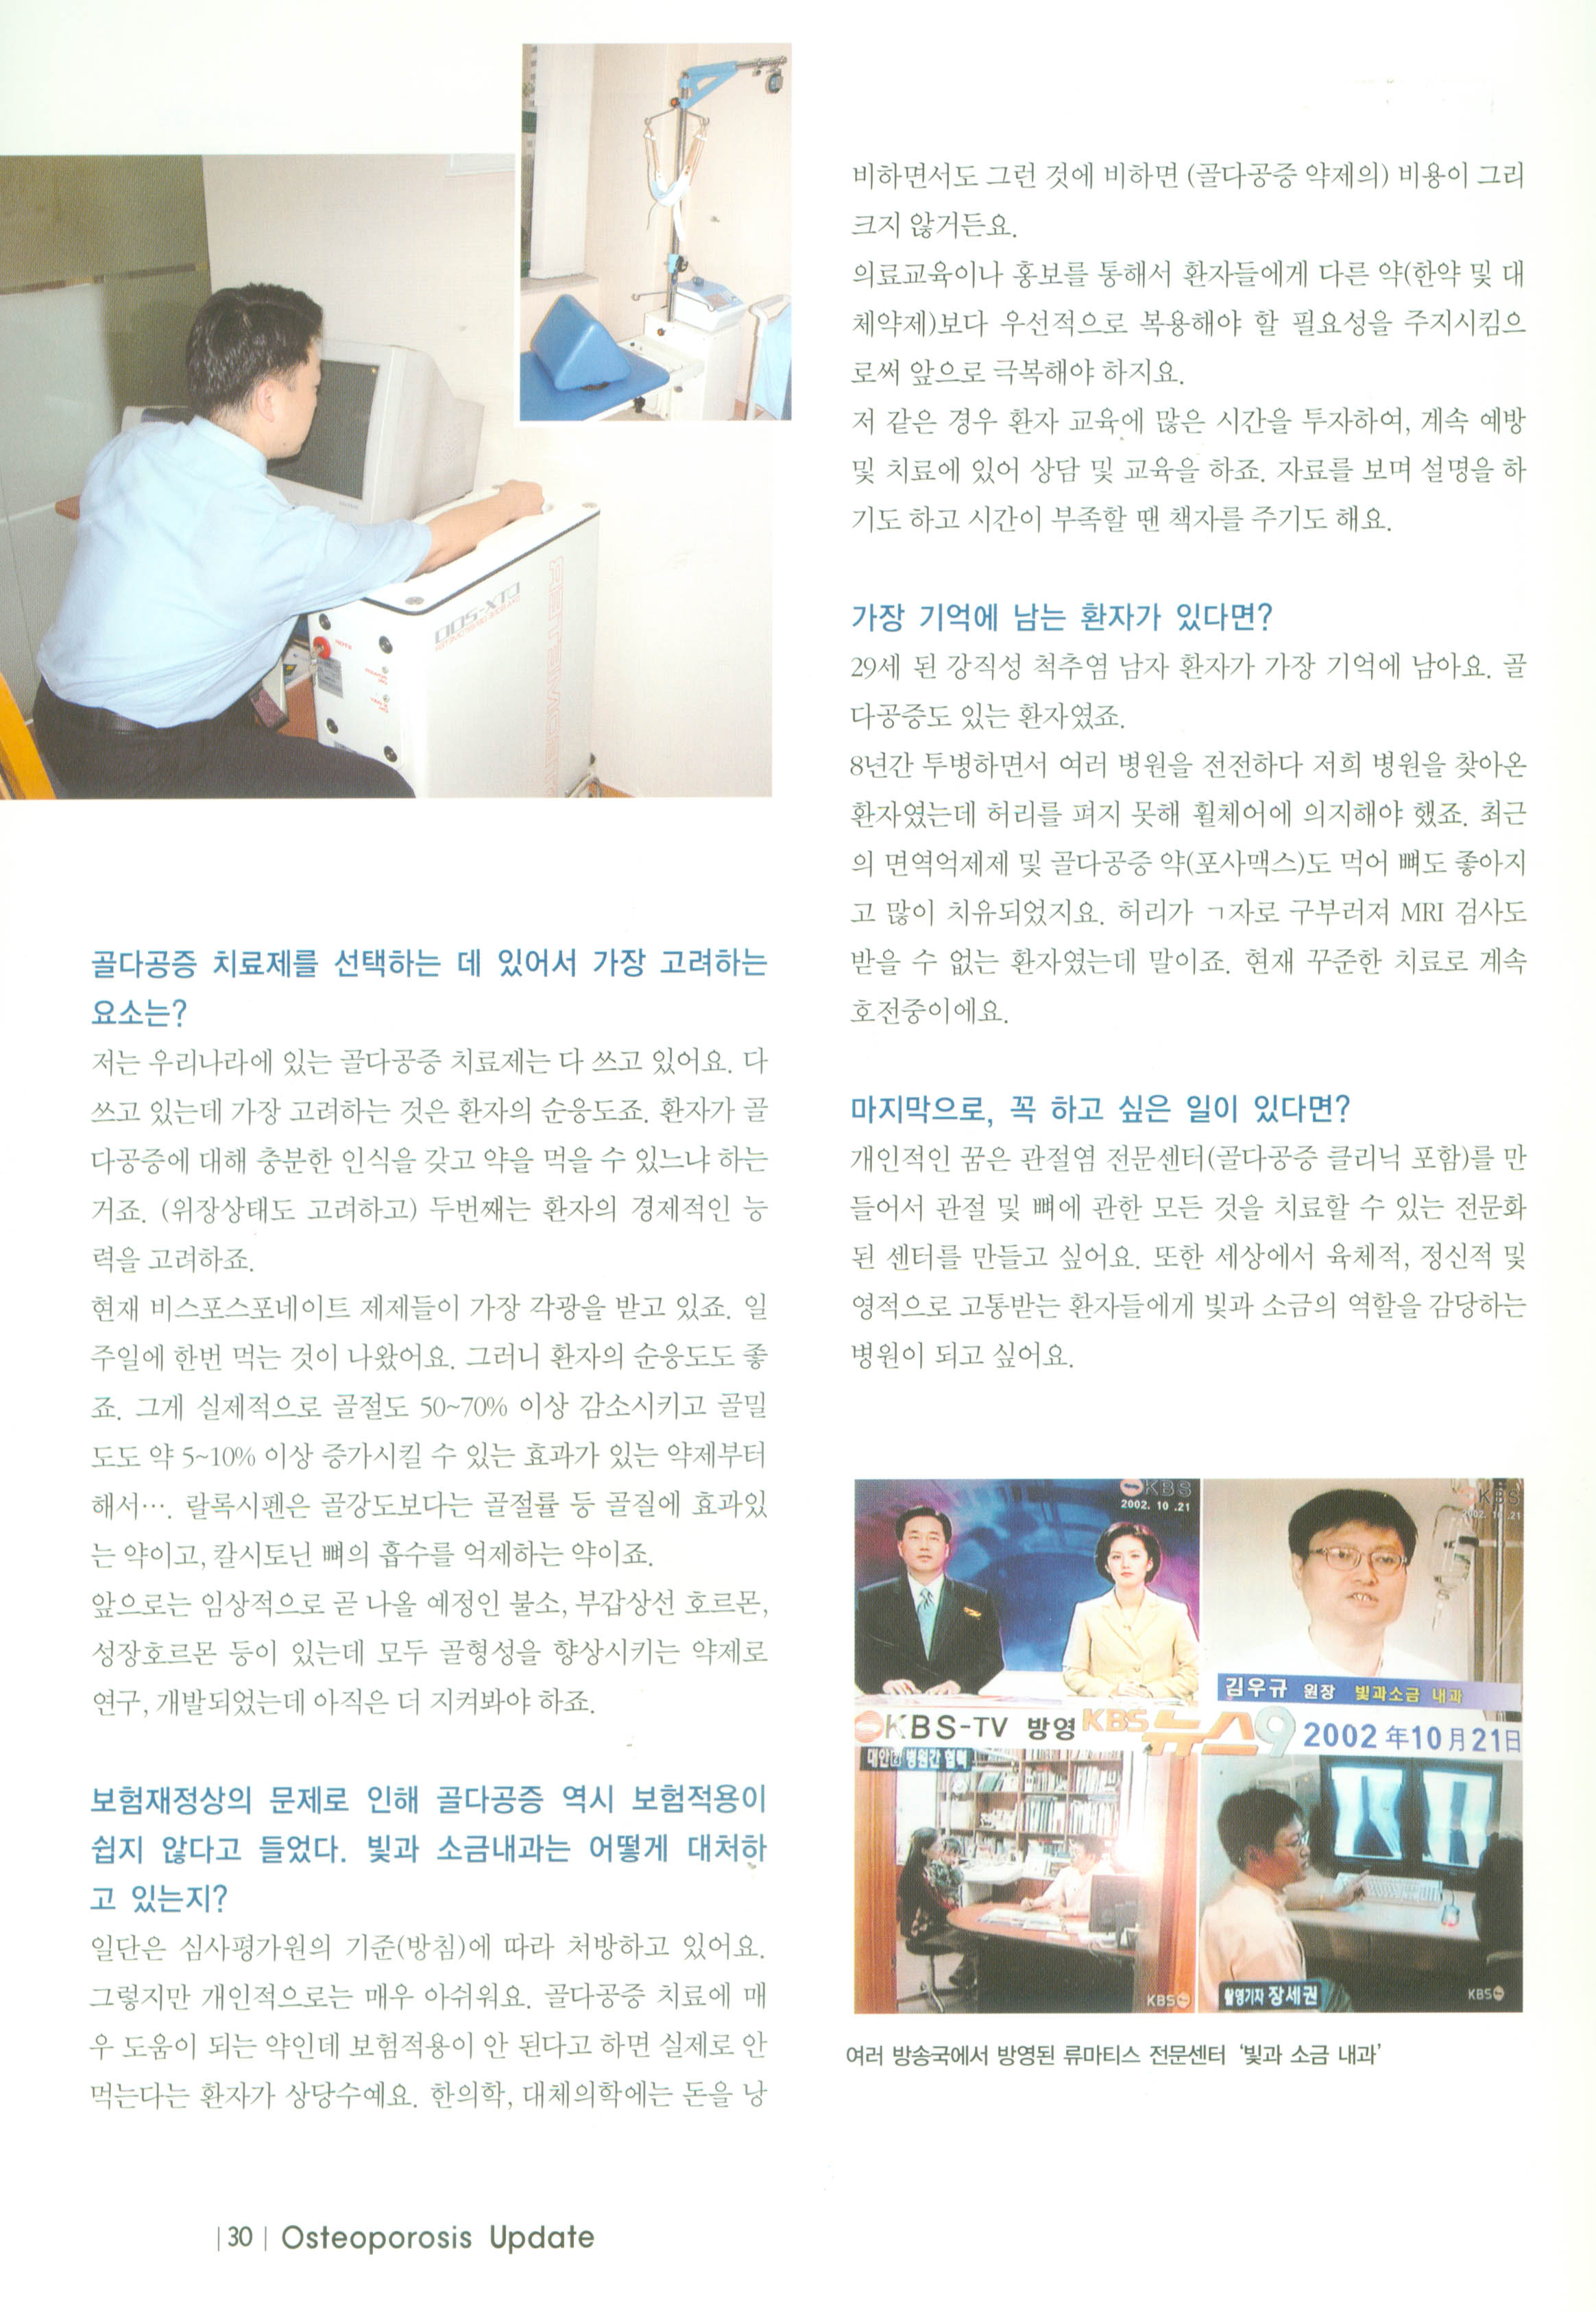 골다공증 치료제를 선택하는 데 있어서 가장 고려하는
요소는?
저는 우리나라에 있는 골다공증 치료제는 다 쓰고 있어요. 다
쓰고 있는데 가장 고려하는 것은 환자의 순응도죠. 환자가 골
다공증에 대해 충분한 인식을 갖고 약을 먹을 수 있느냐 하는
거죠. (위장상태도 고려하고) 두번째는 환자의 경제적인 능
력을 고려하죠.
현재 비스포스포네이트 제제들이 가장 각광을 받고 있죠. 일
주일에 한번 먹는 것이 나왔어요. 그러니 환자의 순응도도 좋
죠. 그게 실제적으로 골절도 50~70% 이상 감소시키고 골밀
도도 약 5~10% 이상 증가시킬 수 있는 효과가 있는 약제부터
해서…. 랄록시펜은 골강도보다는 골절률 등 골질에 효과있
는 약이고, 칼시토닌 뼈의 흡수를 억제하는 약이죠.
앞으로는 임상적으로 곧 나올 예정인 불소, 부갑상선 호르몬,
성장호르몬 등이 있는데 모두 골형성을 향상시키는 약제로
연구, 개발되었는데 아직은 더 지켜봐야 하죠.
보험재정상의 문제로 인해 골다공증 역시 보험적용이
쉽지 않다고 들었다. 빛과 소금내과는 어떻게 대처하
고 있는지?
일단은 심사평가원의 기준(방침)에 따라 처방하고 있어요.
그렇지만 개인적으로는 매우 아쉬워요. 골다공증 치료에 매
우 도움이 되는 약인데 보험적용이 안 된다고 하면 실제로 안
먹는다는 환자가 상당수예요. 한의학, 대체의학에는 돈을 낭
비하면서도 그런 것에 비하면 (골다공증 약제의) 비용이 그리
크지 않거든요.
의료교육이나 홍보를 통해서 환자들에게 다른 약(한약 및 대
체약제)보다 우선적으로 복용해야 할 필요성을 주지시킴으
로써 앞으로 극복해야 하지요.
저 같은 경우 환자 교육에 많은 시간을 투자하여, 계속 예방
및 치료에 있어 상담 및 교육을 하죠. 자료를 보며 설명을 하
기도 하고 시간이 부족할 땐 책자를 주기도 해요.
가장 기억에 남는 환자가 있다면?
29세 된 강직성 척추염 남자 환자가 가장 기억에 남아요. 골
다공증도 있는 환자였죠.
8년간 투병하면서 여러 병원을 전전하다 저희 병원을 찾아온
환자였는데 허리를 펴지 못해 휠체어에 의지해야 했죠. 최근
의 면역억제제 및 골다공증 약(포사맥스)도 먹어 뼈도 좋아지
고 많이 치유되었지요. 허리가 ㄱ자로 구부러져 MRI 검사도
받을 수 없는 환자였는데 말이죠. 현재 꾸준한 치료로 계속
호전중이에요.
마지막으로, 꼭 하고 싶은 일이 있다면?
개인적인 꿈은 관절염 전문센터(골다공증 클리닉 포함)를 만
들어서 관절 및 뼈에 관한 모든 것을 치료할 수 있는 전문화
된 센터를 만들고 싶어요. 또한 세상에서 육체적, 정신적 및
영적으로 고통받는 환자들에게 빛과 소금의 역할을 감당하는
병원이 되고 싶어요.
KBS
2002. 10 .21
KBS
2002. 10 .21
김우규 원장 빛과소금 내과
KBS-TV 방영 KBS 뉴스9 2002 年10月21日
병원간 협력
KBS
촬영기자 장세권
KBS
여러 방송국에서 방영된 류마티스 전문센터 '빛과 소금 내과'
|30| Osteoporosis Update